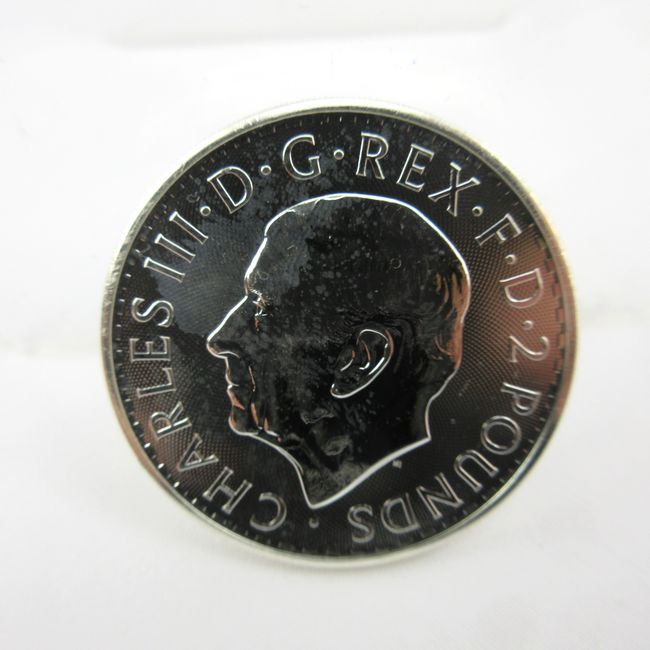 CHARLES III · D · G · REX · F · D · 2 POUNDS ·